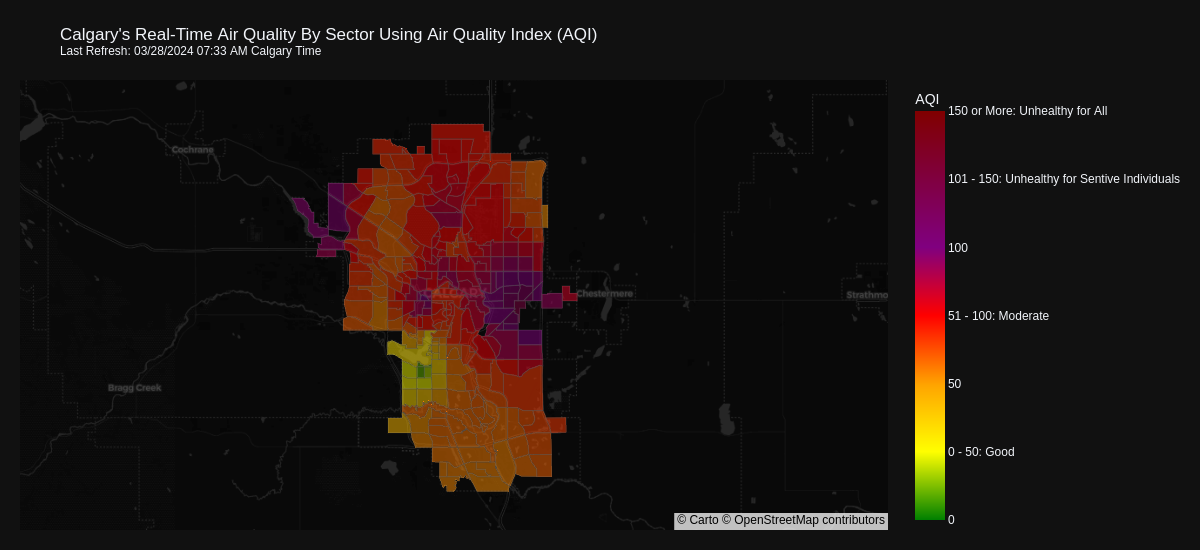 Calgary's Real-Time Air Quality By Sector Using Air Quality Index (AQI)
Last Refresh: 03/28/2024 07:33 AM Calgary Time
AQI
150 or More: Unhealthy for All
Cochrane
101 - 150: Unhealthy for Sentive Individuals
100
CALGARY
Chestermere
Strathmo
51 - 100: Moderate
50
Bragg Creek
0 - 50: Good
0
© Carto © OpenStreetMap contributors